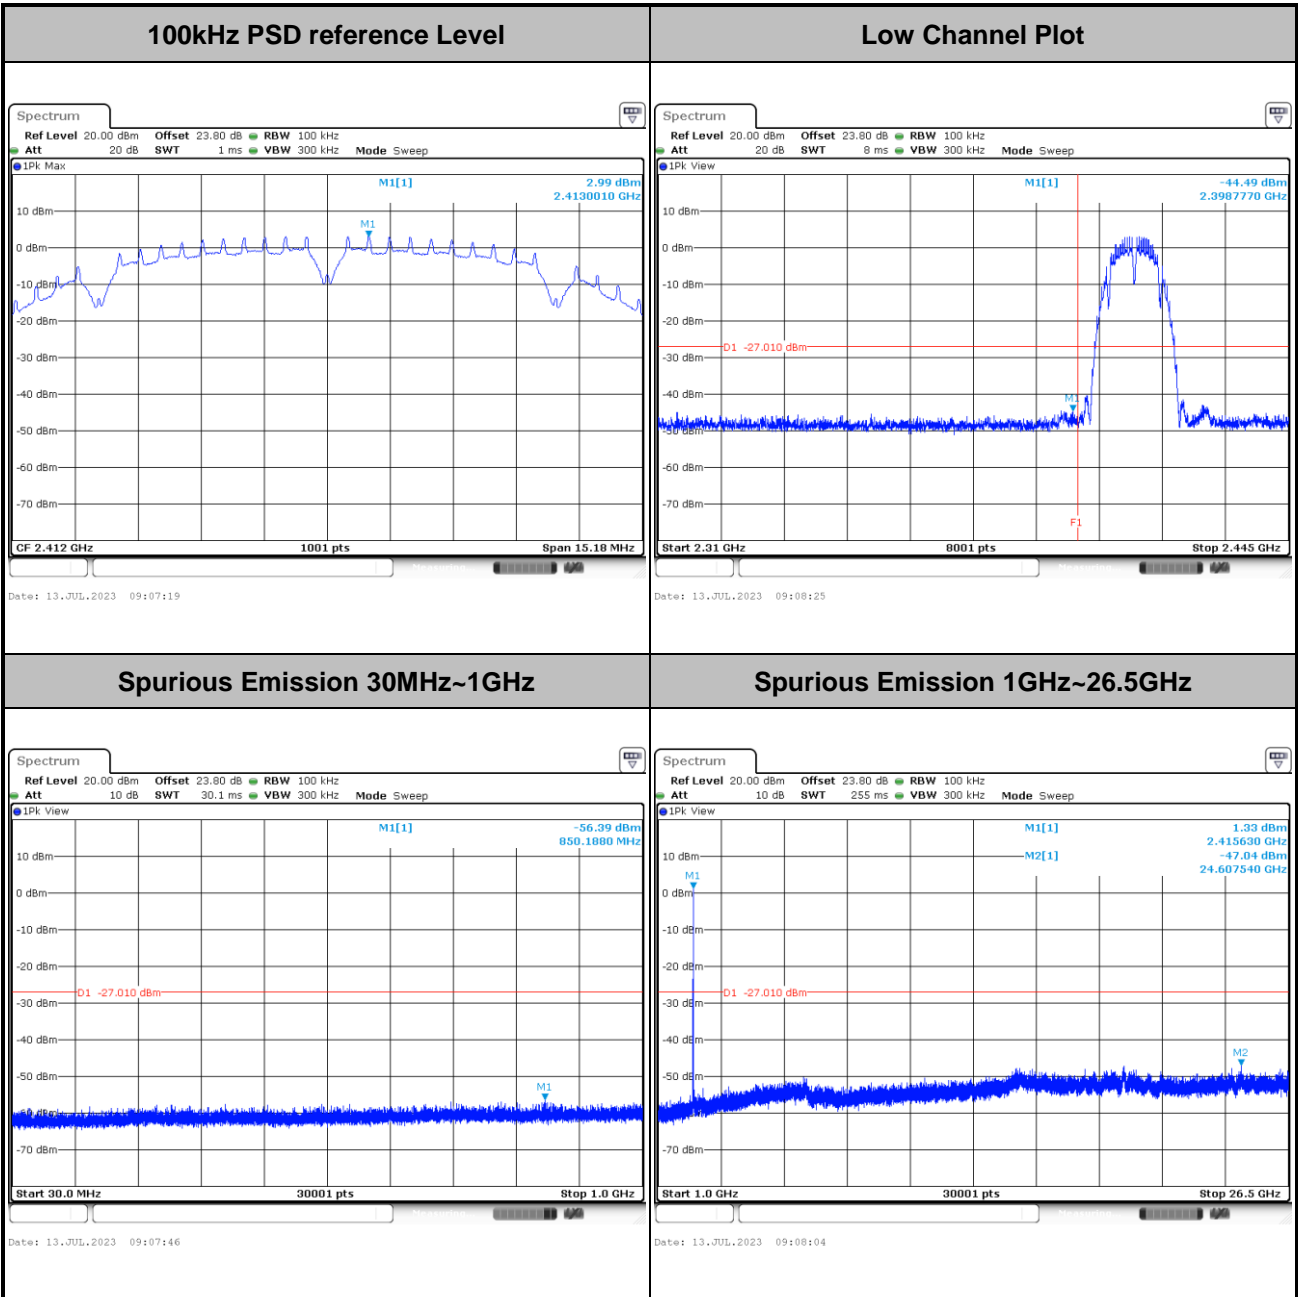 100kHz PSD reference Level
Spectrum
Ref Level 20.00 dBm Offset 23.80 dB RBW 100 kHz
Att 20 dB SWT 1 ms VBW 300 kHz Mode Sweep
1Pk Max
M1[1] 2.99 dBm
2.4130010 GHz
10 dBm
M1
0 dBm
-10 dBm
-20 dBm
-30 dBm
-40 dBm
-50 dBm
-60 dBm
-70 dBm
CF 2.412 GHz 1001 pts Span 15.18 MHz
Date: 13.JUL.2023 09:07:19
Low Channel Plot
Spectrum
Ref Level 20.00 dBm Offset 23.80 dB RBW 100 kHz
Att 20 dB SWT 8 ms VBW 300 kHz Mode Sweep
1Pk View
M1[1] -44.49 dBm
2.3987770 GHz
10 dBm
0 dBm
-10 dBm
-20 dBm
D1 -27.010 dBm
-30 dBm
-40 dBm
M1
-50 dBm
-60 dBm
-70 dBm
F1
Start 2.31 GHz 8001 pts Stop 2.445 GHz
Measuring...
Date: 13.JUL.2023 09:08:25
Spurious Emission 30MHz~1GHz
Spectrum
Ref Level 20.00 dBm Offset 23.80 dB RBW 100 kHz
Att 10 dB SWT 30.1 ms VBW 300 kHz Mode Sweep
1Pk View
M1[1] -56.39 dBm
850.1880 MHz
10 dBm
0 dBm
-10 dBm
-20 dBm
D1 -27.010 dBm
-30 dBm
-40 dBm
-50 dBm
M1
-60 dBm
-70 dBm
Start 30.0 MHz 30001 pts Stop 1.0 GHz
Measuring...
Date: 13.JUL.2023 09:07:46
Spurious Emission 1GHz~26.5GHz
Spectrum
Ref Level 20.00 dBm Offset 23.80 dB RBW 100 kHz
Att 10 dB SWT 255 ms VBW 300 kHz Mode Sweep
1Pk View
M1[1] 1.33 dBm
2.415630 GHz
10 dBm M2[1] -47.04 dBm
24.607540 GHz
M1
0 dBm
-10 dBm
-20 dBm
D1 -27.010 dBm
-30 dBm
-40 dBm
M2
-50 dBm
-60 dBm
-70 dBm
Start 1.0 GHz 30001 pts Stop 26.5 GHz
Measuring...
Date: 13.JUL.2023 09:08:04